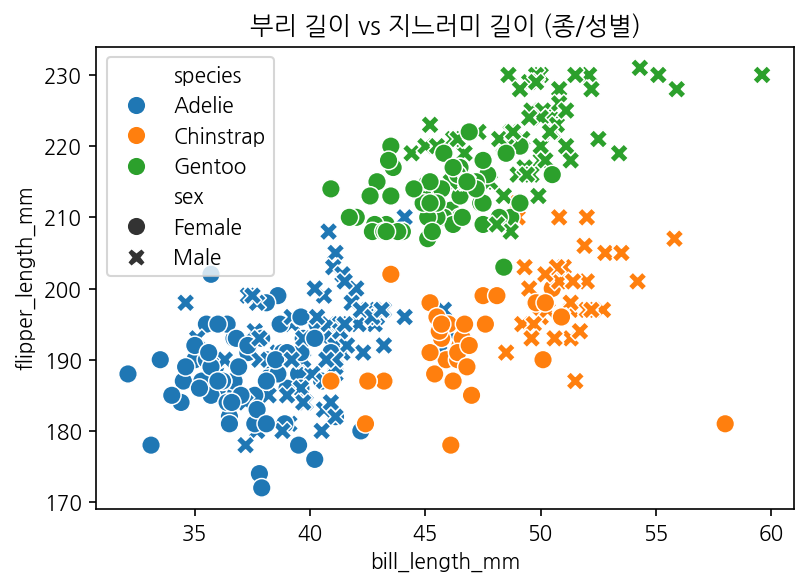 부리 길이 vs 지느러미 길이 (종/성별)
species
Adelie
Chinstrap
Gentoo
sex
Female
Male
flipper_length_mm
230
220
210
200
190
180
170
35 40 45 50 55 60
bill_length_mm